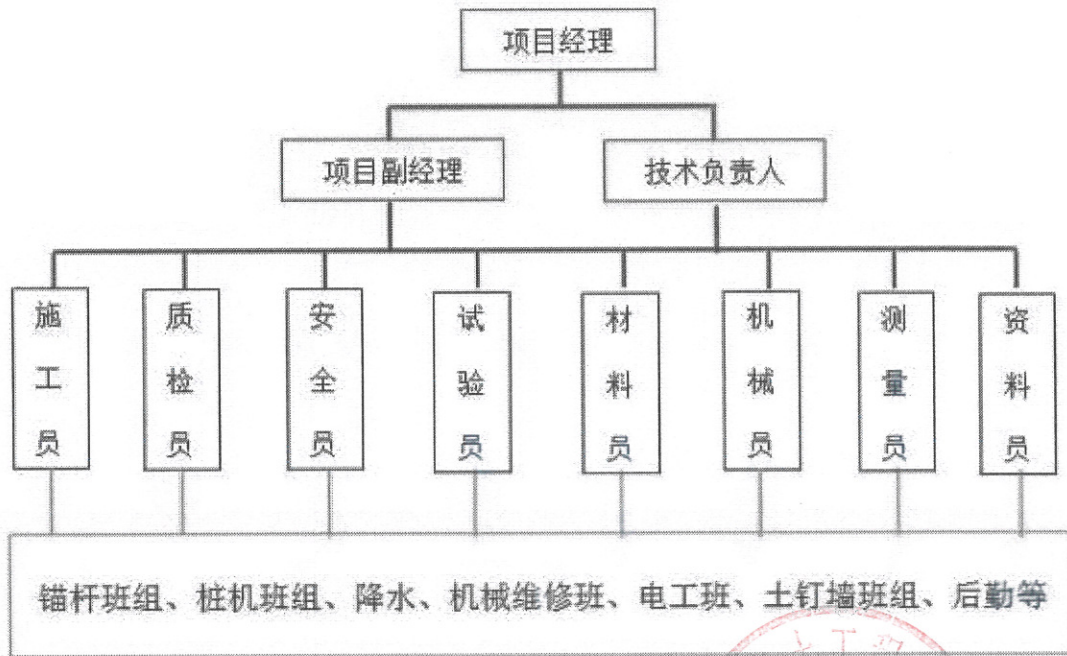 项目经理
项目副经理
技术负责人
施工员
质检员
安全员
试验员
材料员
机械员
测量员
资料员
锚杆班组、桩机班组、降水、机械维修班、电工班、土钉墙班组、后勤等